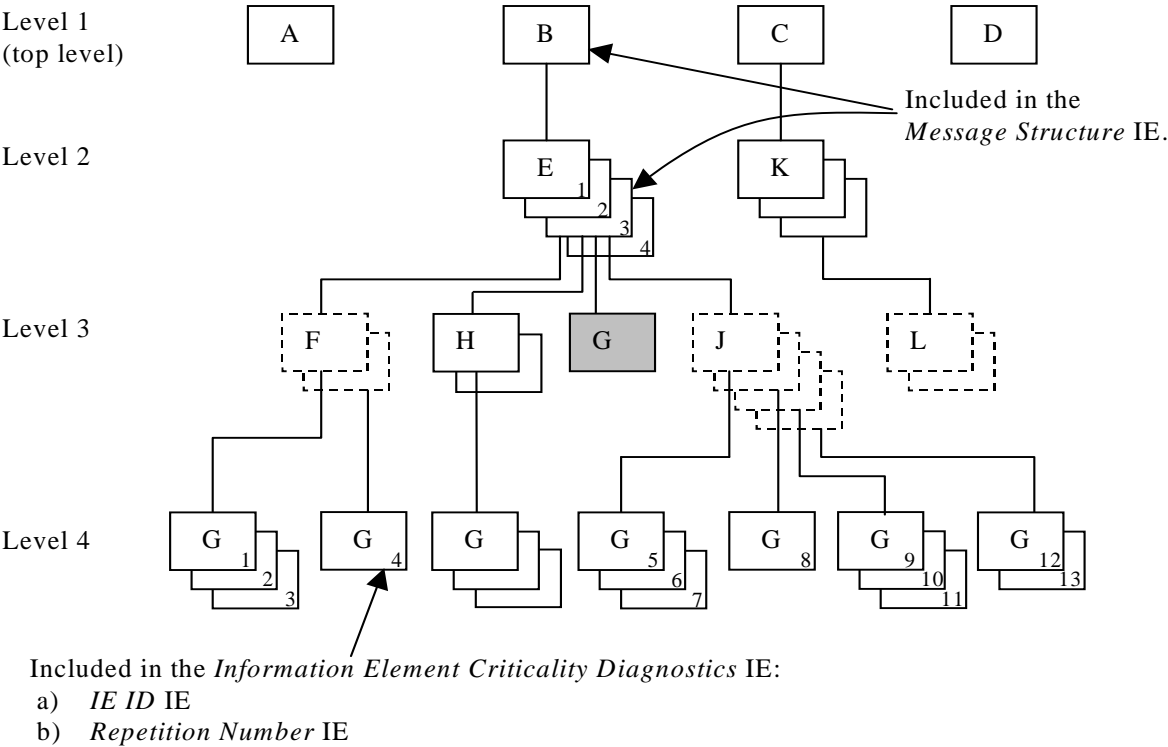 Level 1
(top level)
A
B
C
D
Included in the
Message Structure IE.
Level 2
E
1
2
3
4
K
Level 3
F
H
G
J
L
Level 4
G
1
2
3
G
4
G
G
5
6
7
G
8
G
9
10
11
G
12
13
Included in the Information Element Criticality Diagnostics IE:
a) IE ID IE
b) Repetition Number IE